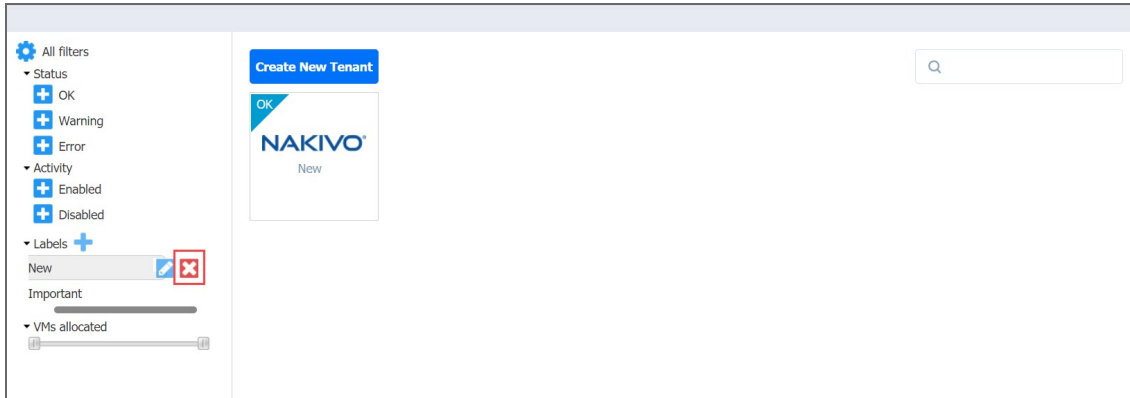 All filters
Status
OK
Warning
Error
Activity
Enabled
Disabled
Labels
New
Important
VMs allocated
Create New Tenant
OK
NAKIVO®
New